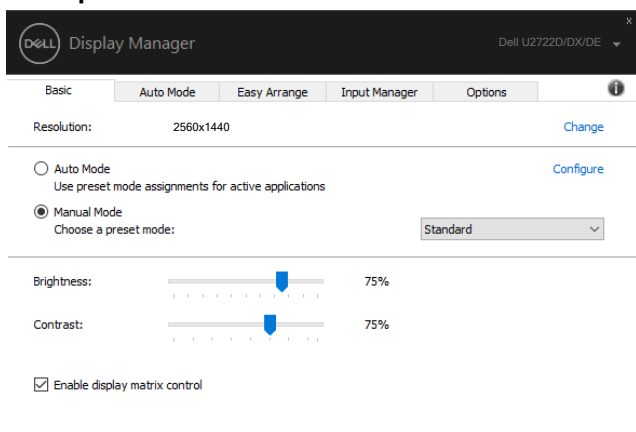 DELL Display Manager
Dell U2722D/DX/DE
x
Basic Auto Mode Easy Arrange Input Manager Options
Resolution: 2560x1440 Change
Auto Mode Configure
Use preset mode assignments for active applications
Manual Mode
Choose a preset mode: Standard
Brightness: 75%
Contrast: 75%
Enable display matrix control